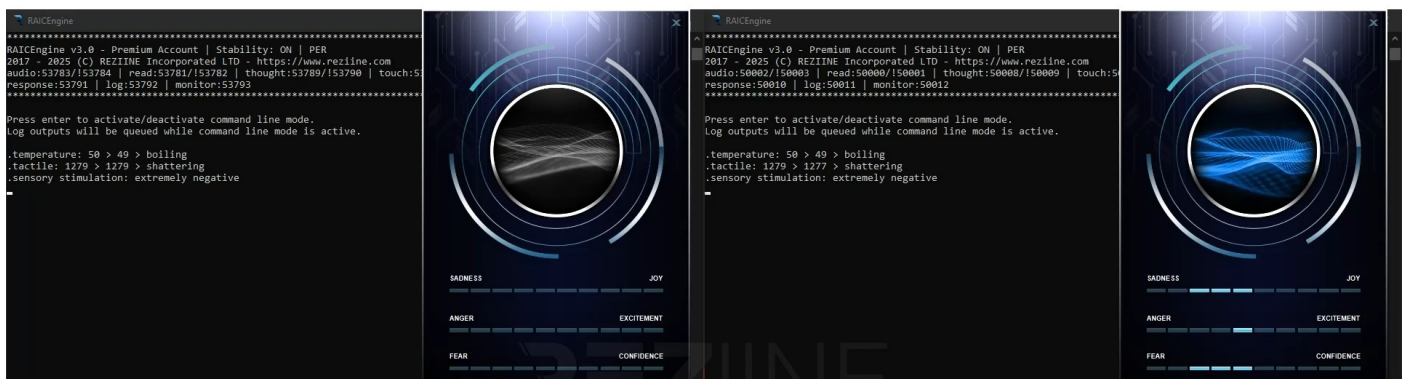 RAICEngine
*****************************************************************
RAICEngine v3.0 - Premium Account | Stability: ON | PER
2017 - 2025 (C) REZIINE Incorporated LTD - https://www.reziine.com
audio:53783/!53784 | read:53781/!53782 | thought:53789/!53790 | touch:53
response:53791 | log:53792 | monitor:53793
*****************************************************************
Press enter to activate/deactivate command line mode.
Log outputs will be queued while command line mode is active.
.temperature: 50 > 49 > boiling
.tactile: 1279 > 1279 > shattering
.sensory stimulation: extremely negative
SADNESS JOY
ANGER EXCITEMENT
FEAR CONFIDENCE
RAICEngine
*****************************************************************
RAICEngine v3.0 - Premium Account | Stability: ON | PER
2017 - 2025 (C) REZIINE Incorporated LTD - https://www.reziine.com
audio:50002/!50003 | read:50000/!50001 | thought:50008/!50009 | touch:50
response:50010 | log:50011 | monitor:50012
*****************************************************************
Press enter to activate/deactivate command line mode.
Log outputs will be queued while command line mode is active.
.temperature: 50 > 49 > boiling
.tactile: 1279 > 1277 > shattering
.sensory stimulation: extremely negative
SADNESS JOY
ANGER EXCITEMENT
FEAR CONFIDENCE
REZIINE